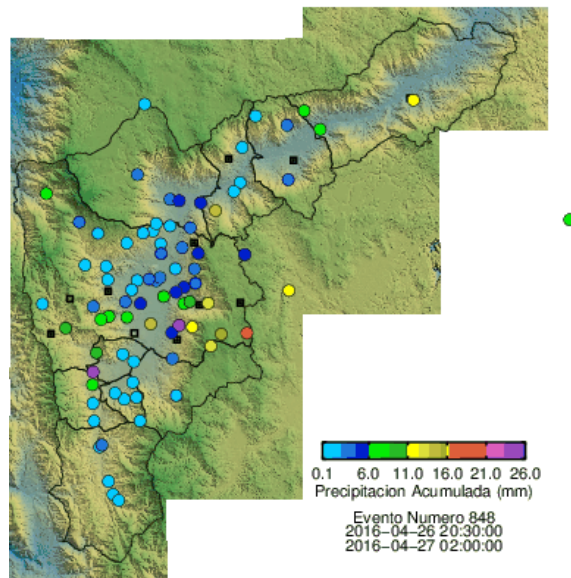 0.1 6.0 11.0 16.0 21.0 26.0
Precipitacion Acumulada (mm)
Evento Numero 848
2016−04−26 20:30:00
2016−04−27 02:00:00